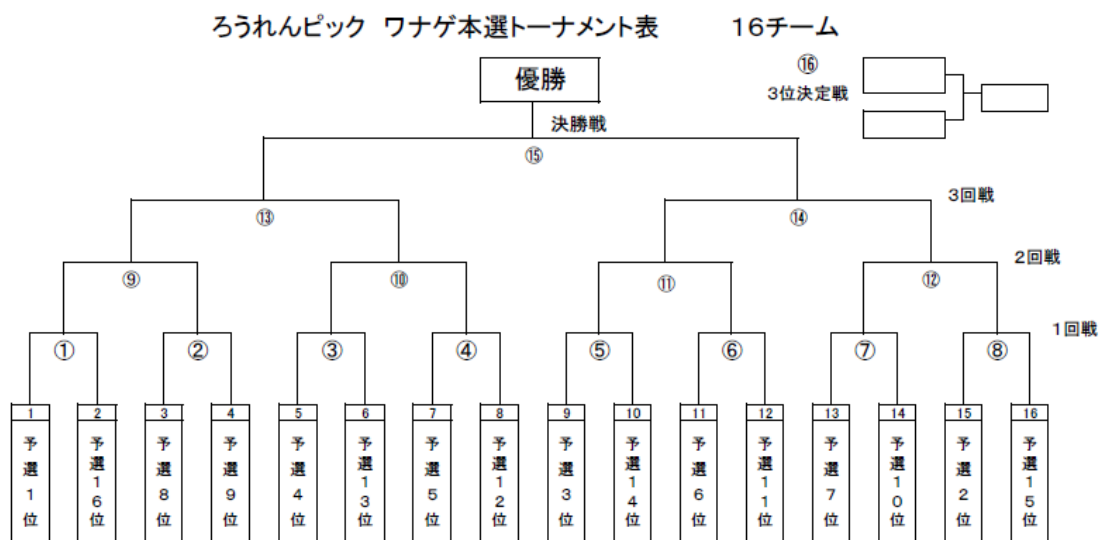 ろうれんピック ワナゲ本選トーナメント表 16チーム
優勝
⑯
3位決定戦
決勝戦
⑮
3回戦
⑬ ⑭
2回戦
⑨ ⑩ ⑪ ⑫
1回戦
① ② ③ ④ ⑤ ⑥ ⑦ ⑧
1 2 3 4 5 6 7 8 9 10 11 12 13 14 15 16
予選1位
予選16位
予選8位
予選9位
予選4位
予選13位
予選5位
予選12位
予選3位
予選14位
予選6位
予選11位
予選7位
予選10位
予選2位
予選15位